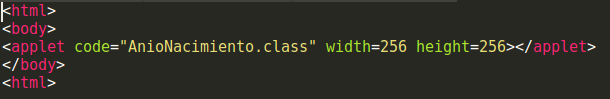 <html>
<body>
<applet code="AnioNacimiento.class" width=256 height=256></applet>
</body>
<html>